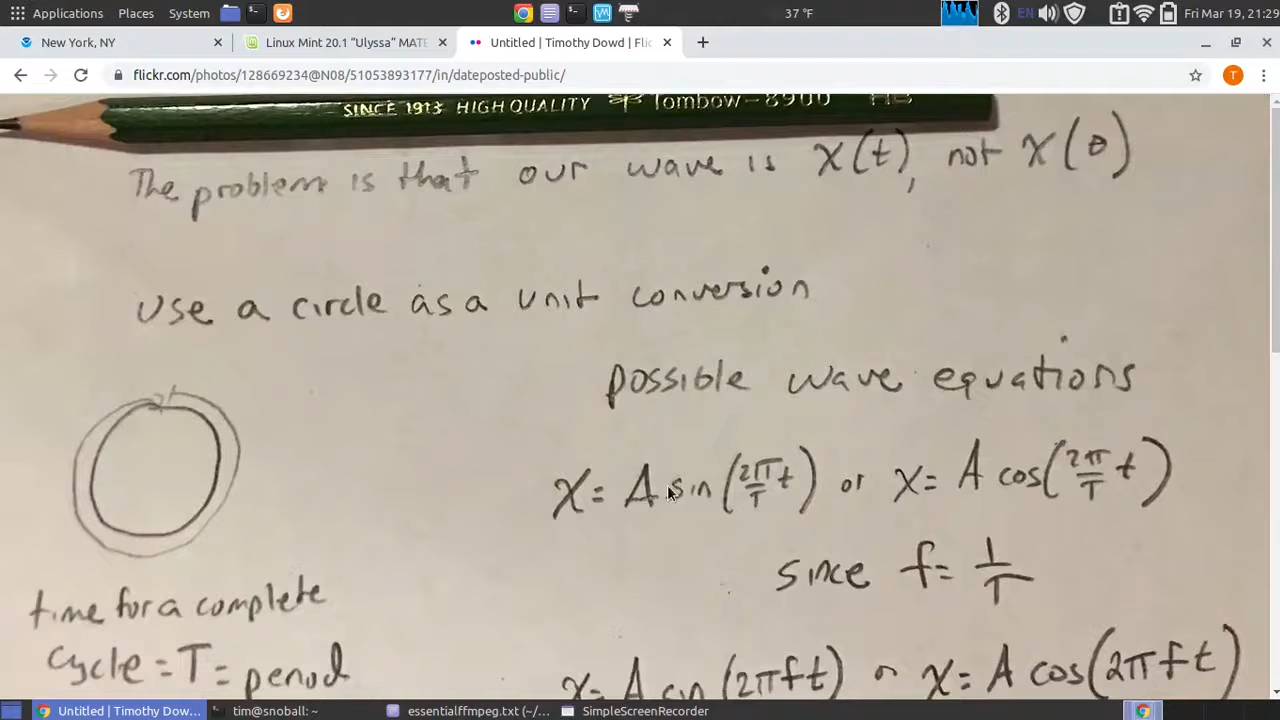 Applications Places System 37 °F EN Fri Mar 19, 21:29
New York, NY Linux Mint 20.1 "Ulyssa" MATE Untitled | Timothy Dowd | Flic
flickr.com/photos/128669234@N08/51053893177/in/dateposted-public/ T
SINCE 1913 HIGH QUALITY Tombow-8900 HB
The problem is that our wave is x(t), not x(θ)
use a circle as a unit conversion
possible wave equations
x= A sin(2π/T t) or x= A cos(2π/T t)
since f= 1/T
time for a complete
cycle = T = period
x= A sin(2πft) or x= A cos(2πft)
Untitled | Timothy Dow... tim@snoball: ~ essentialffmpeg.txt (~/... SimpleScreenRecorder